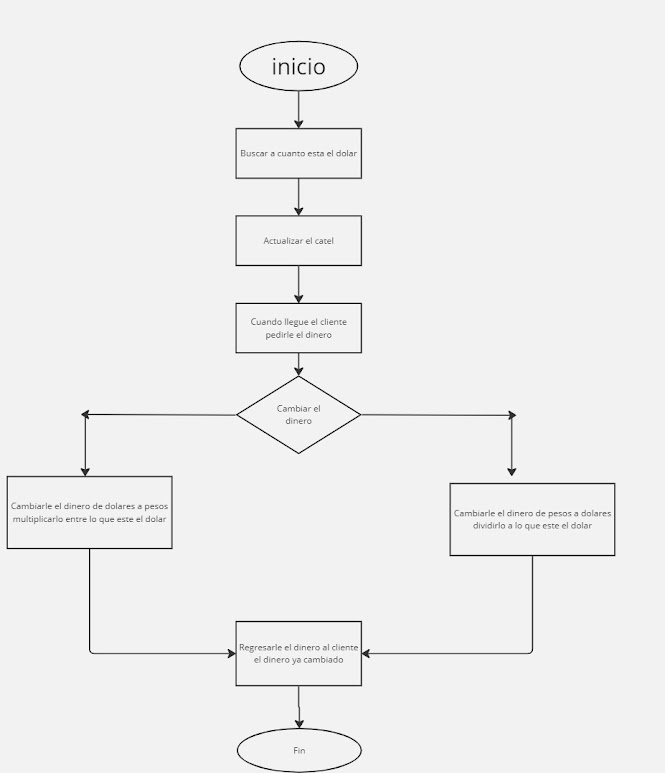 inicio
Buscar a cuanto esta el dolar
Actualizar el catel
Cuando llegue el cliente
pedirle el dinero
Cambiar el
dinero
Cambiarle el dinero de dolares a pesos
multiplicarlo entre lo que este el dolar
Cambiarle el dinero de pesos a dolares
dividirlo a lo que este el dolar
Regresarle el dinero al cliente
el dinero ya cambiado
Fin